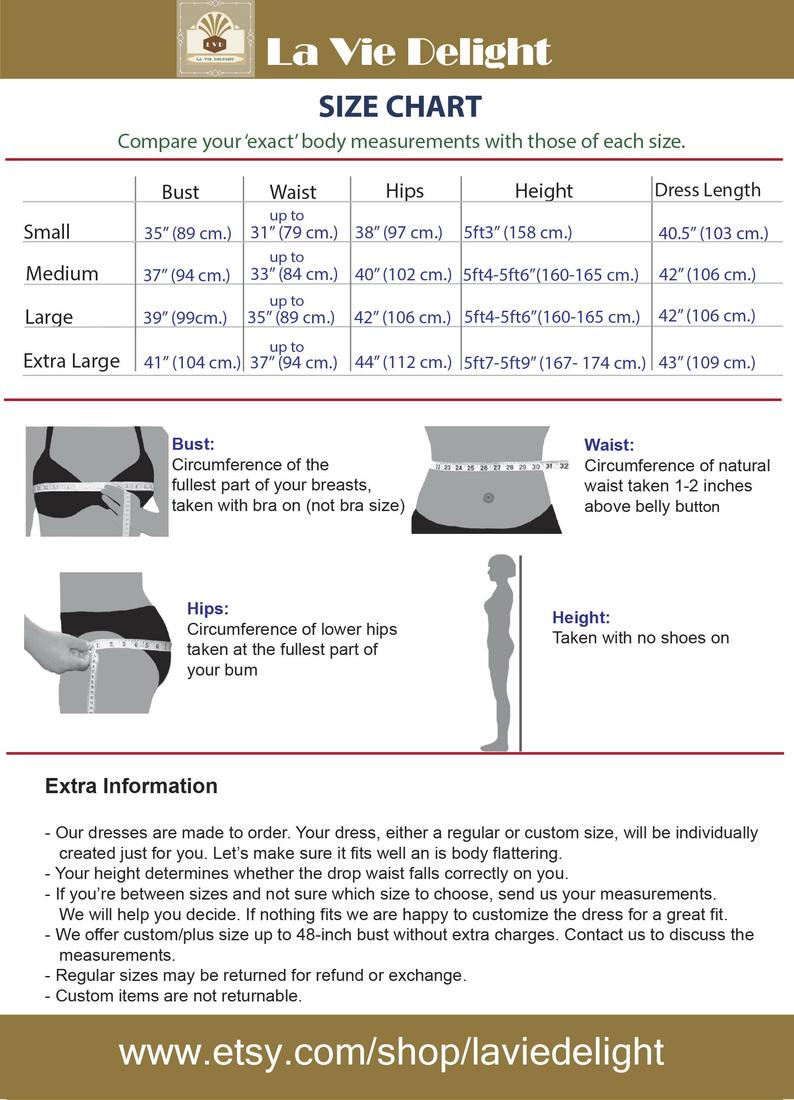 LVD
LA VIE DELIGHT
La Vie Delight
SIZE CHART
Compare your ‘exact’ body measurements with those of each size.
Bust Waist Hips Height Dress Length
Small 35” (89 cm.) up to 31” (79 cm.) 38” (97 cm.) 5ft3” (158 cm.) 40.5” (103 cm.)
Medium 37” (94 cm.) up to 33” (84 cm.) 40” (102 cm.) 5ft4-5ft6”(160-165 cm.) 42” (106 cm.)
Large 39” (99cm.) up to 35” (89 cm.) 42” (106 cm.) 5ft4-5ft6”(160- 165 cm.) 42” (106 cm.)
Extra Large 41” (104 cm.) up to 37” (94 cm.) 44” (112 cm.) 5ft7-5ft9” (167- 174 cm.) 43” (109 cm.)
Bust:
Circumference of the
fullest part of your breasts,
taken with bra on (not bra size)
22 23 24 25 26 27 28 29 30 31 32
Waist:
Circumference of natural
waist taken 1-2 inches
above belly button
Hips:
Circumference of lower hips
taken at the fullest part of
your bum
Height:
Taken with no shoes on
Extra Information
- Our dresses are made to order. Your dress, either a regular or custom size, will be individually
created just for you. Let’s make sure it fits well an is body flattering.
- Your height determines whether the drop waist falls correctly on you.
- If you’re between sizes and not sure which size to choose, send us your measurements.
We will help you decide. If nothing fits we are happy to customize the dress for a great fit.
- We offer custom/plus size up to 48-inch bust without extra charges. Contact us to discuss the
measurements.
- Regular sizes may be returned for refund or exchange.
- Custom items are not returnable.
www.etsy.com/shop/laviedelight